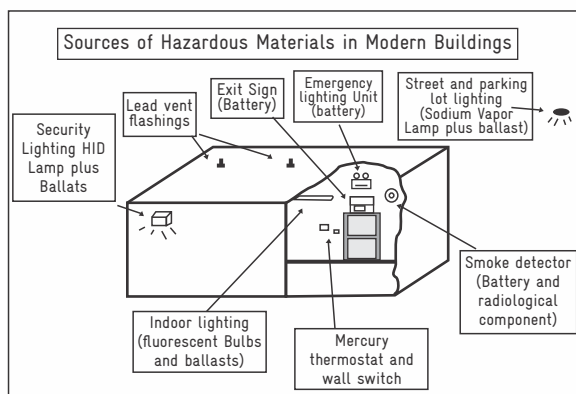 Sources of Hazardous Materials in Modern Buildings
Security
Lighting HID
Lamp plus
Ballats
Lead vent
flashings
Exit Sign
(Battery)
Emergency
lighting Unit
(battery)
Street and parking
lot lighting
(Sodium Vapor
Lamp plus ballast)
Indoor lighting
(fluorescent Bulbs
and ballasts)
Mercury
thermostat and
wall switch
Smoke detector
(Battery and
radiological
component)